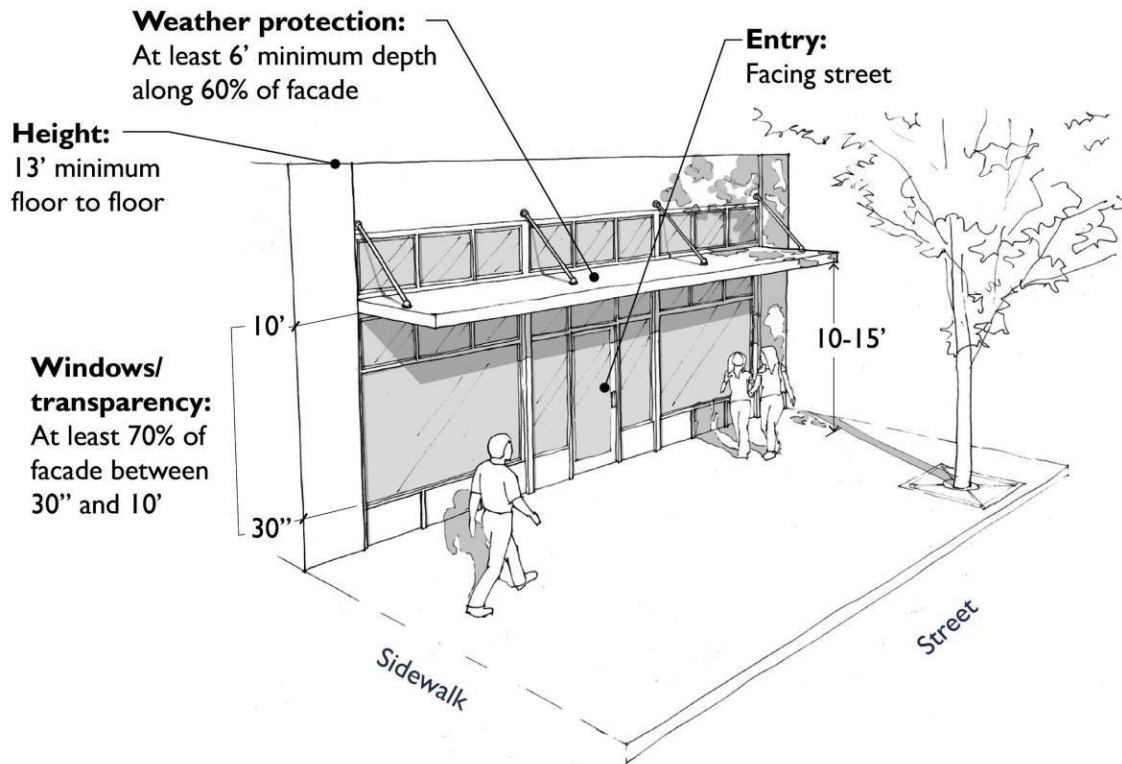 Weather protection:
At least 6’ minimum depth
along 60% of facade
Entry:
Facing street
Height:
13’ minimum
floor to floor
10’
Windows/
transparency:
At least 70% of
facade between
30” and 10’
30”
10-15’
Sidewalk
Street